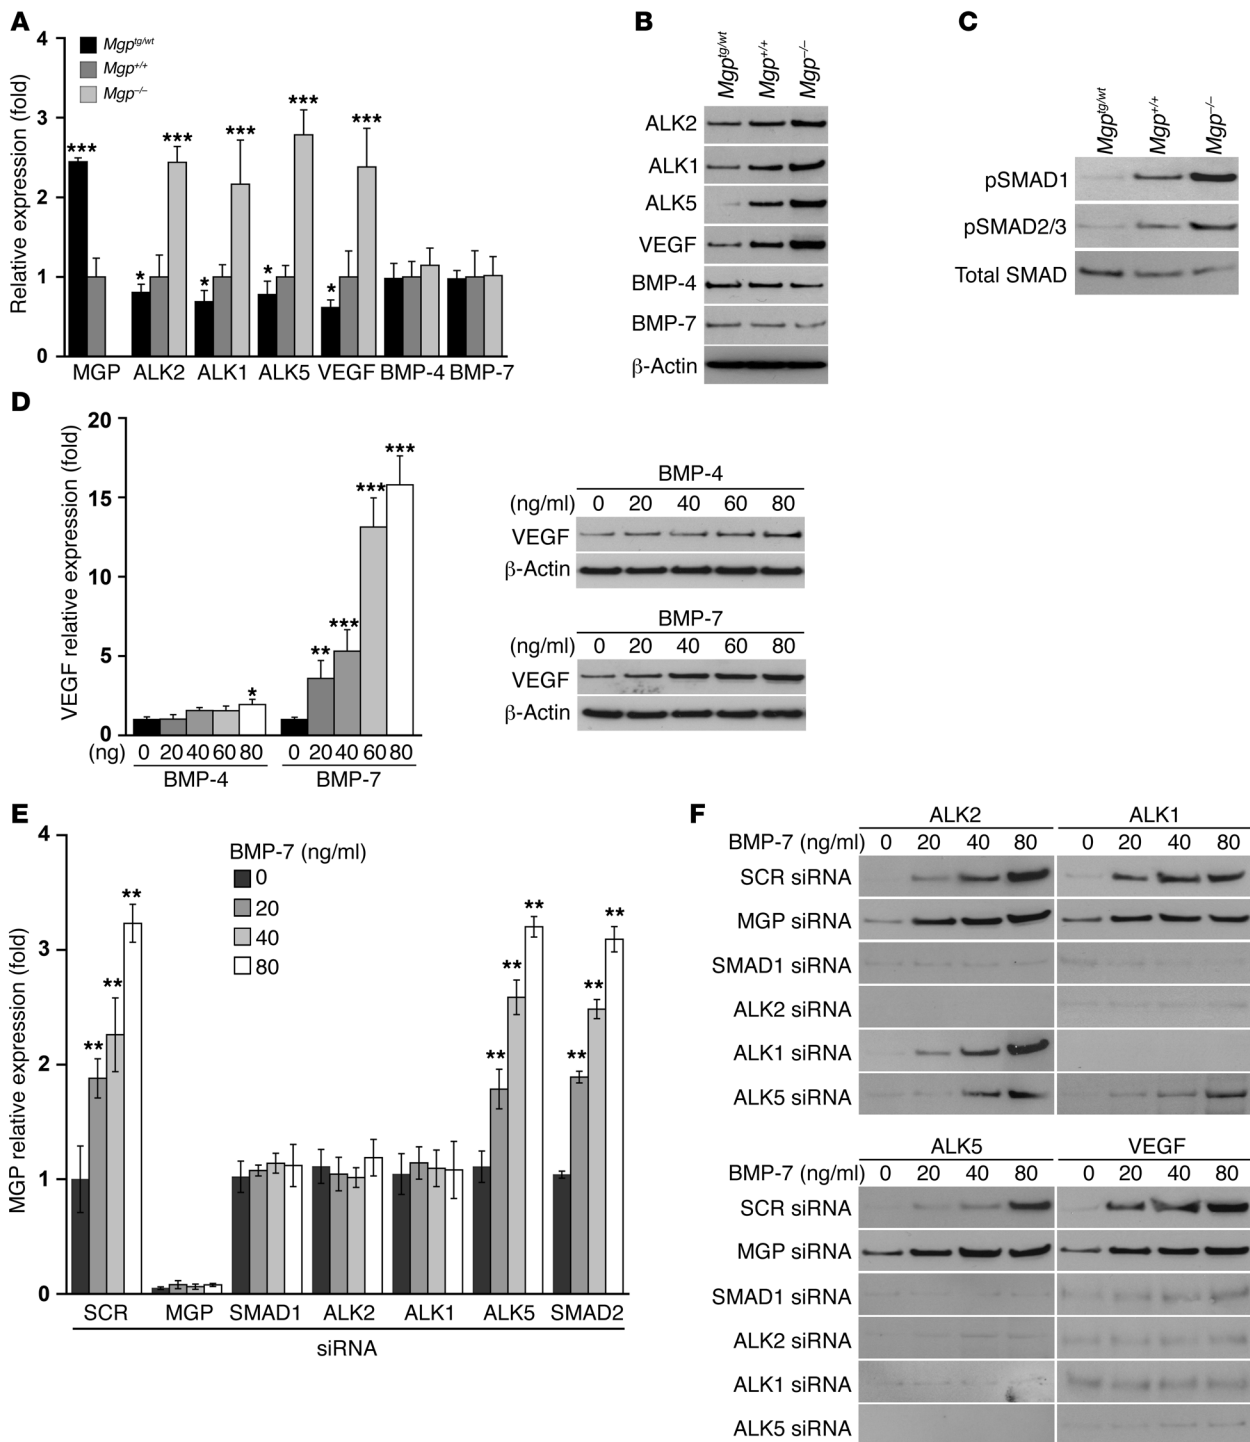 A
4
3
2
1
0
Relative expression (fold)
Mgp^tg/wt
Mgp^+/+
Mgp^–/–
***
***
***
***
***
*
*
*
*
MGP ALK2 ALK1 ALK5 VEGF BMP-4 BMP-7
B
Mgp^tg/wt
Mgp^+/+
Mgp^–/–
ALK2
ALK1
ALK5
VEGF
BMP-4
BMP-7
β-Actin
C
Mgp^tg/wt
Mgp^+/+
Mgp^–/–
pSMAD1
pSMAD2/3
Total SMAD
D
20
15
10
5
0
VEGF relative expression (fold)
*
**
***
***
***
(ng) 0 20 40 60 80 0 20 40 60 80
BMP-4 BMP-7
BMP-4
(ng/ml) 0 20 40 60 80
VEGF
β-Actin
BMP-7
(ng/ml) 0 20 40 60 80
VEGF
β-Actin
E
4
3
2
1
0
MGP relative expression (fold)
BMP-7 (ng/ml)
0
20
40
80
**
**
**
**
**
**
**
**
**
SCR MGP SMAD1 ALK2 ALK1 ALK5 SMAD2
siRNA
F
ALK2 ALK1
BMP-7 (ng/ml) 0 20 40 80 0 20 40 80
SCR siRNA
MGP siRNA
SMAD1 siRNA
ALK2 siRNA
ALK1 siRNA
ALK5 siRNA
ALK5 VEGF
BMP-7 (ng/ml) 0 20 40 80 0 20 40 80
SCR siRNA
MGP siRNA
SMAD1 siRNA
ALK2 siRNA
ALK1 siRNA
ALK5 siRNA